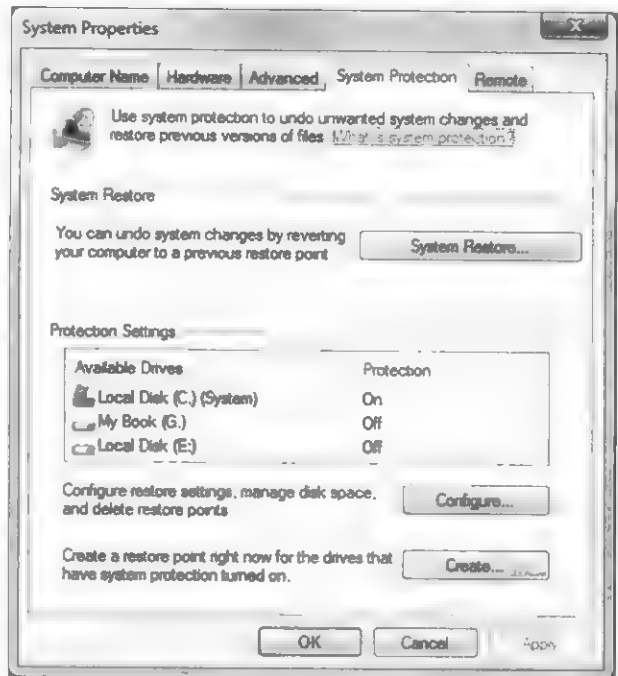 System Properties
Computer Name Hardware Advanced System Protection Remote
Use system protection to undo unwanted system changes and
restore previous versions of files What is system protection?
System Restore
You can undo system changes by reverting
your computer to a previous restore point
System Restore...
Protection Settings
Available Drives Protection
Local Disk (C.) (System) On
My Book (G.) Off
Local Disk (E:) Off
Configure restore settings, manage disk space,
and delete restore points
Configure...
Create a restore point right now for the drives that
have system protection turned on.
Create...
OK Cancel Apply